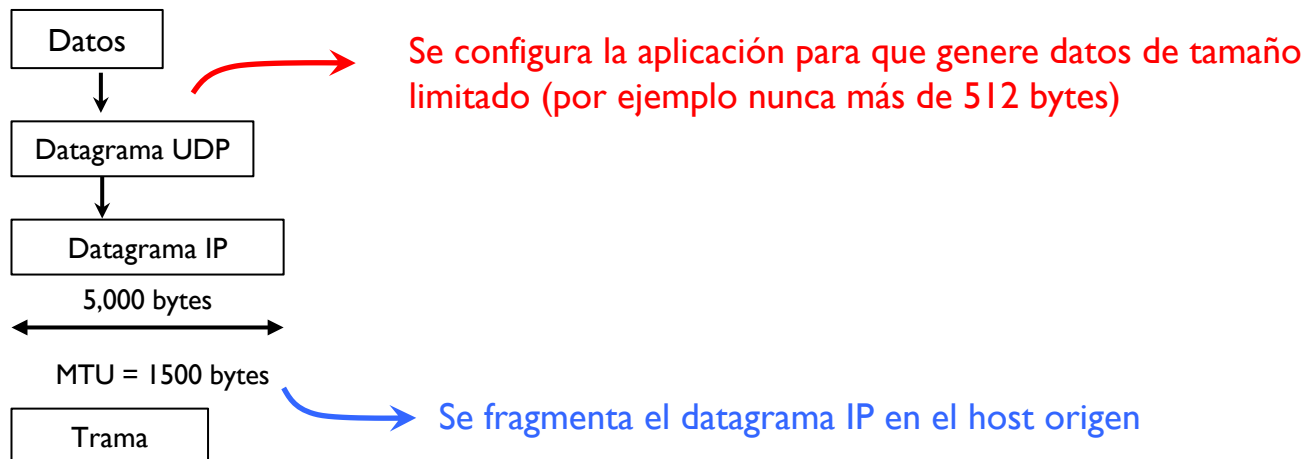 Datos
Se configura la aplicación para que genere datos de tamaño
limitado (por ejemplo nunca más de 512 bytes)
Datagrama UDP
Datagrama IP
5,000 bytes
MTU = 1500 bytes
Se fragmenta el datagrama IP en el host origen
Trama